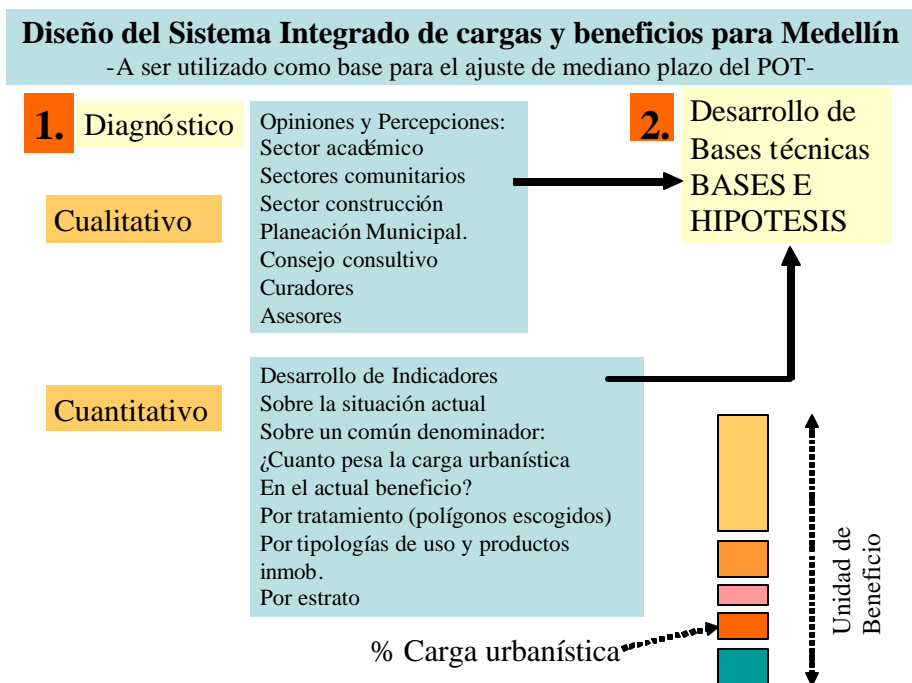 Diseño del Sistema Integrado de cargas y beneficios para Medellín
-A ser utilizado como base para el ajuste de mediano plazo del POT-
1. Diagnóstico
Cualitativo
Opiniones y Percepciones:
Sector académico
Sectores comunitarios
Sector construcción
Planeación Municipal.
Consejo consultivo
Curadores
Asesores
2. Desarrollo de
Bases técnicas
BASES E
HIPOTESIS
Cuantitativo
Desarrollo de Indicadores
Sobre la situación actual
Sobre un común denominador:
¿Cuanto pesa la carga urbanística
En el actual beneficio?
Por tratamiento (polígonos escogidos)
Por tipologías de uso y productos
inmob.
Por estrato
% Carga urbanística
Unidad de
Beneficio